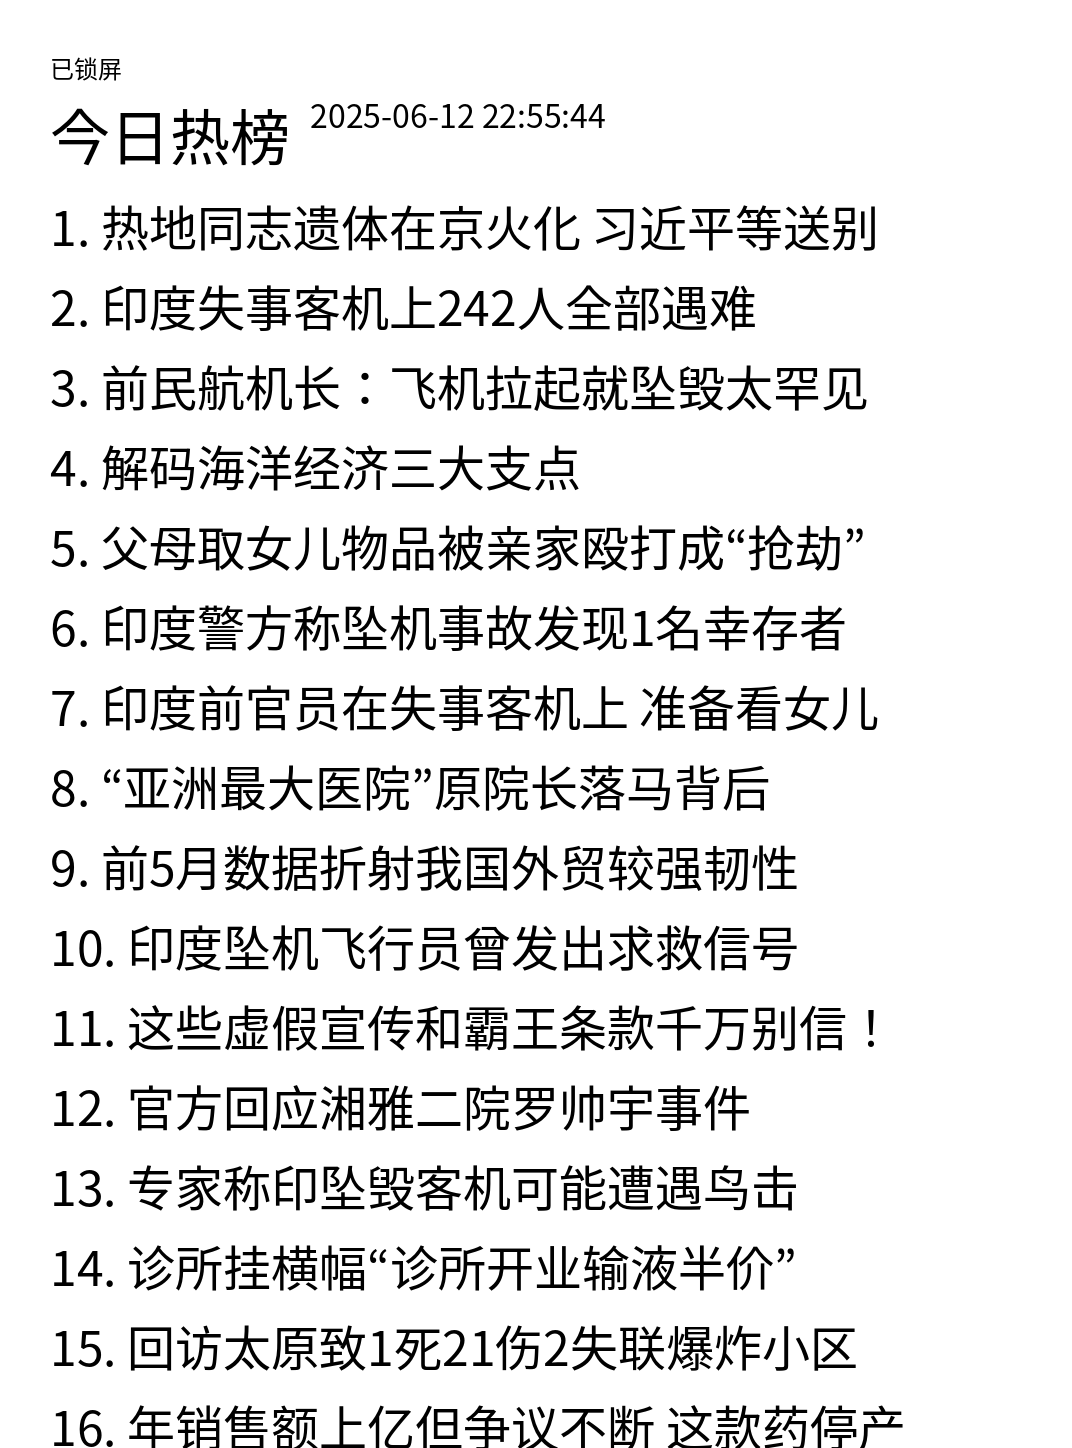 已锁屏
今日热榜 2025-06-12 22:55:44
1. 热地同志遗体在京火化 习近平等送别
2. 印度失事客机上242人全部遇难
3. 前民航机长：飞机拉起就坠毁太罕见
4. 解码海洋经济三大支点
5. 父母取女儿物品被亲家殴打成“抢劫”
6. 印度警方称坠机事故发现1名幸存者
7. 印度前官员在失事客机上 准备看女儿
8. “亚洲最大医院”原院长落马背后
9. 前5月数据折射我国外贸较强韧性
10. 印度坠机飞行员曾发出求救信号
11. 这些虚假宣传和霸王条款千万别信！
12. 官方回应湘雅二院罗帅宇事件
13. 专家称印坠毁客机可能遭遇鸟击
14. 诊所挂横幅“诊所开业输液半价”
15. 回访太原致1死21伤2失联爆炸小区
16. 年销售额上亿但争议不断 这款药停产